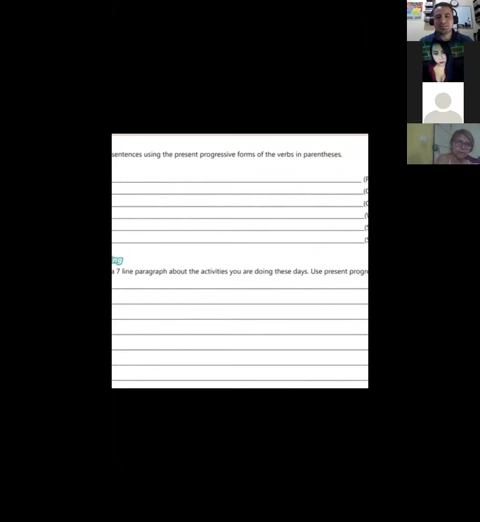 sentences using the present progressive forms of the verbs in parentheses.
a 7 line paragraph about the activities you are doing these days. Use present progr